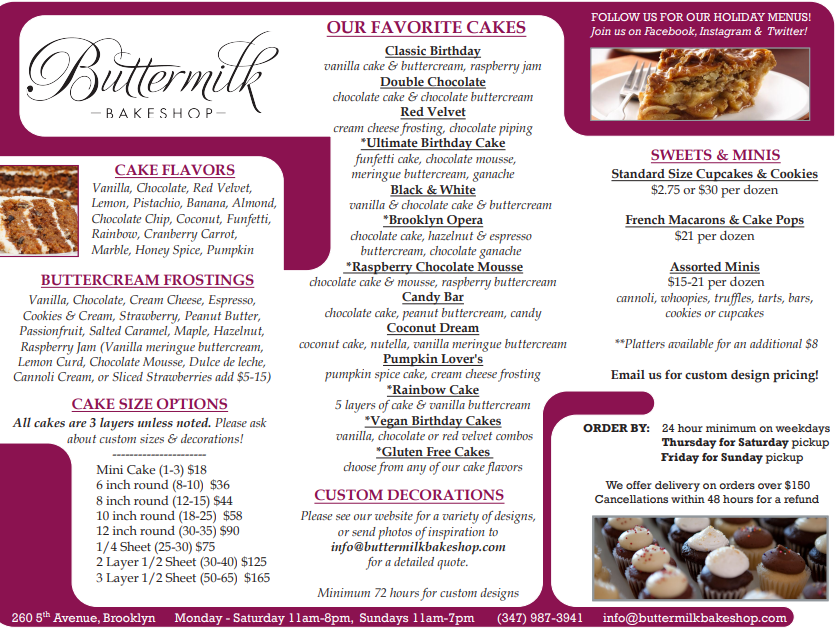 Buttermilk
BAKESHOP
CAKE FLAVORS
Vanilla, Chocolate, Red Velvet,
Lemon, Pistachio, Banana, Almond,
Chocolate Chip, Coconut, Funfetti,
Rainbow, Cranberry Carrot,
Marble, Honey Spice, Pumpkin
BUTTERCREAM FROSTINGS
Vanilla, Chocolate, Cream Cheese, Espresso,
Cookies & Cream, Strawberry, Peanut Butter,
Passionfruit, Salted Caramel, Maple, Hazelnut,
Raspberry Jam (Vanilla meringue buttercream,
Lemon Curd, Chocolate Mousse, Dulce de leche,
Cannoli Cream, or Sliced Strawberries add $5-15)
CAKE SIZE OPTIONS
All cakes are 3 layers unless noted. Please ask
about custom sizes & decorations!
----------------------
Mini Cake (1-3) $18
6 inch round (8-10) $36
8 inch round (12-15) $44
10 inch round (18-25) $58
12 inch round (30-35) $90
1/4 Sheet (25-30) $75
2 Layer 1/2 Sheet (30-40) $125
3 Layer 1/2 Sheet (50-65) $165
OUR FAVORITE CAKES
Classic Birthday
vanilla cake & buttercream, raspberry jam
Double Chocolate
chocolate cake & chocolate buttercream
Red Velvet
cream cheese frosting, chocolate piping
*Ultimate Birthday Cake
funfetti cake, chocolate mousse,
meringue buttercream, ganache
Black & White
vanilla & chocolate cake & buttercream
*Brooklyn Opera
chocolate cake, hazelnut & espresso
buttercream, chocolate ganache
*Raspberry Chocolate Mousse
chocolate cake & mousse, raspberry buttercream
Candy Bar
chocolate cake, peanut buttercream, candy
Coconut Dream
coconut cake, nutella, vanilla meringue buttercream
Pumpkin Lover's
pumpkin spice cake, cream cheese frosting
*Rainbow Cake
5 layers of cake & vanilla buttercream
*Vegan Birthday Cakes
vanilla, chocolate or red velvet combos
*Gluten Free Cakes
choose from any of our cake flavors
CUSTOM DECORATIONS
Please see our website for a variety of designs,
or send photos of inspiration to
info@buttermilkbakeshop.com
for a detailed quote.
Minimum 72 hours for custom designs
FOLLOW US FOR OUR HOLIDAY MENUS!
Join us on Facebook, Instagram & Twitter!
SWEETS & MINIS
Standard Size Cupcakes & Cookies
$2.75 or $30 per dozen
French Macarons & Cake Pops
$21 per dozen
Assorted Minis
$15-21 per dozen
cannoli, whoopies, truffles, tarts, bars,
cookies or cupcakes
**Platters available for an additional $8
Email us for custom design pricing!
ORDER BY: 24 hour minimum on weekdays
Thursday for Saturday pickup
Friday for Sunday pickup
We offer delivery on orders over $150
Cancellations within 48 hours for a refund
260 5th Avenue, Brooklyn Monday - Saturday 11am-8pm, Sundays 11am-7pm (347) 987-3941 info@buttermilkbakeshop.com